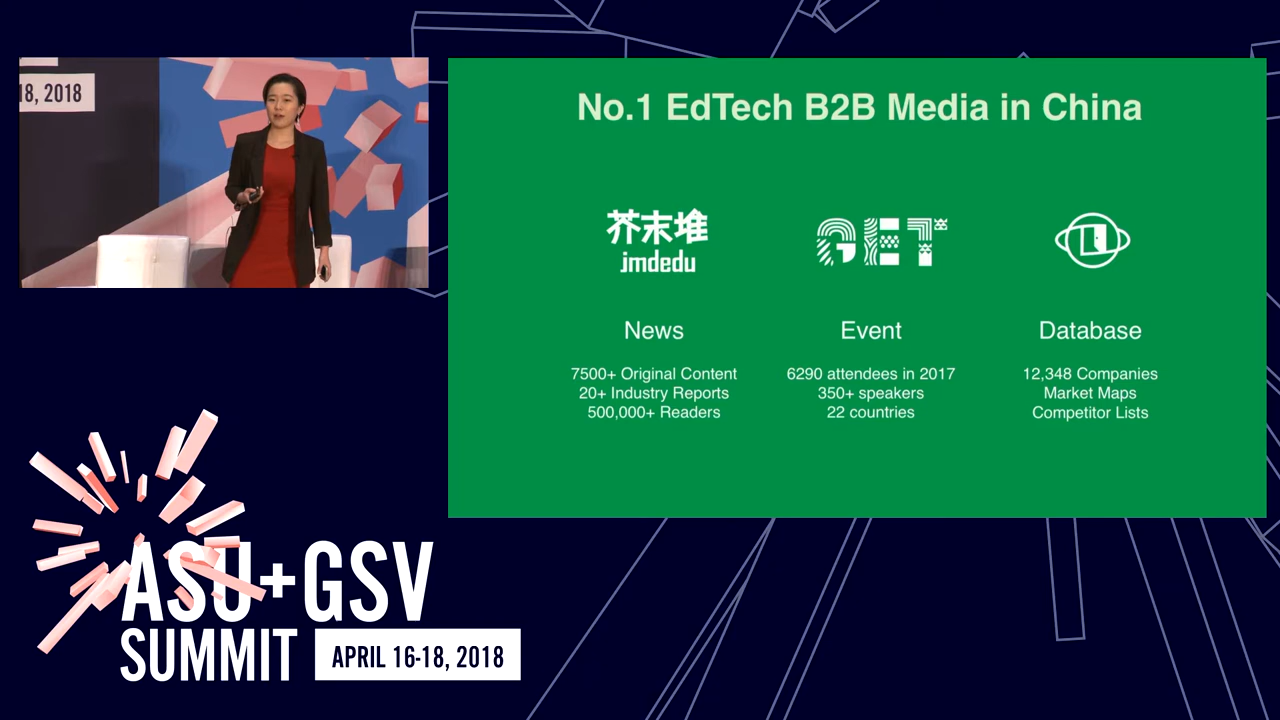 18, 2018
No.1 EdTech B2B Media in China
芥末堆
jmdedu
GET
News
Event
Database
7500+ Original Content
20+ Industry Reports
500,000+ Readers
6290 attendees in 2017
350+ speakers
22 countries
12,348 Companies
Market Maps
Competitor Lists
ASU+GSV
SUMMIT
APRIL 16-18, 2018